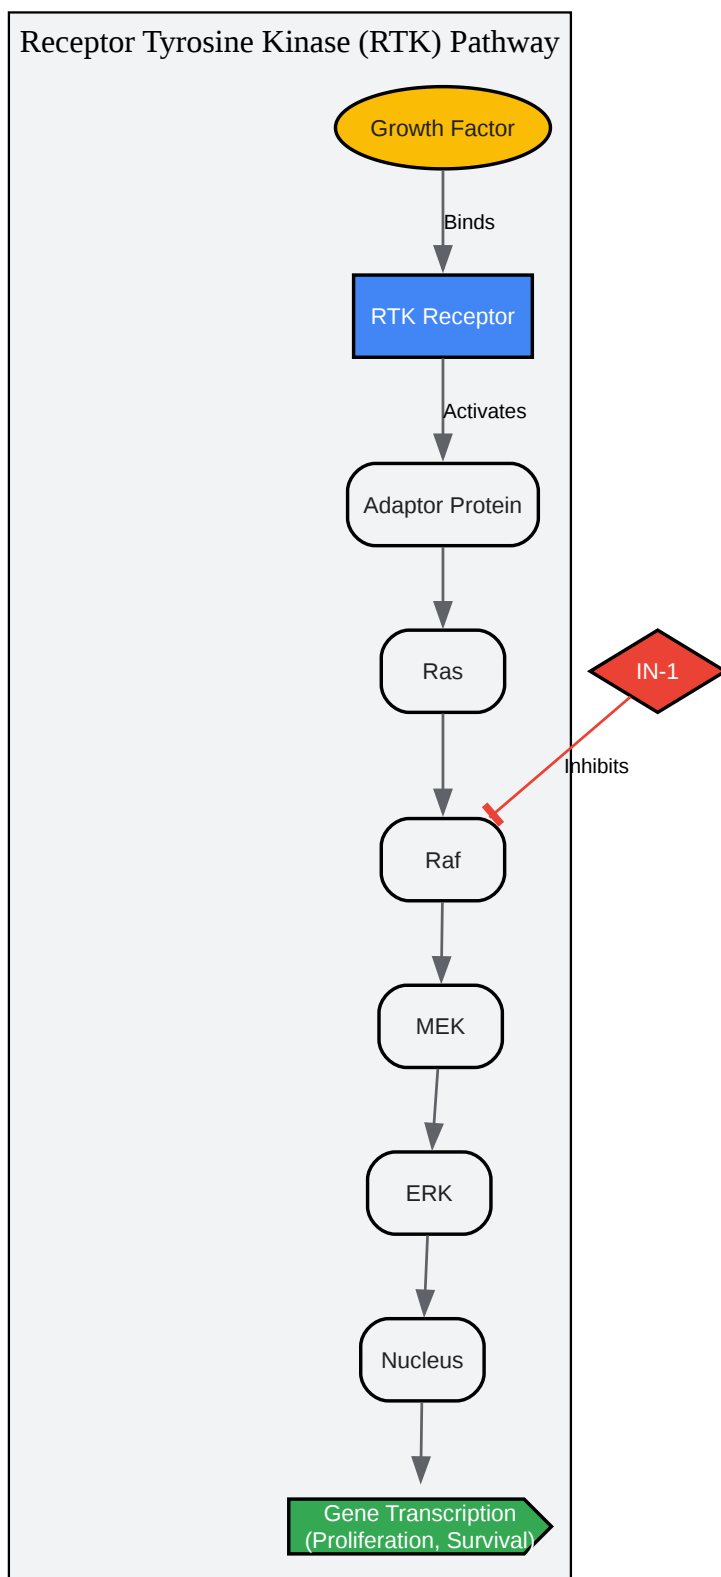 Receptor Tyrosine Kinase (RTK) Pathway
Growth Factor
Binds
RTK Receptor
Activates
Adaptor Protein
Ras
IN-1
Inhibits
Raf
MEK
ERK
Nucleus
Gene Transcription
(Proliferation, Survival)